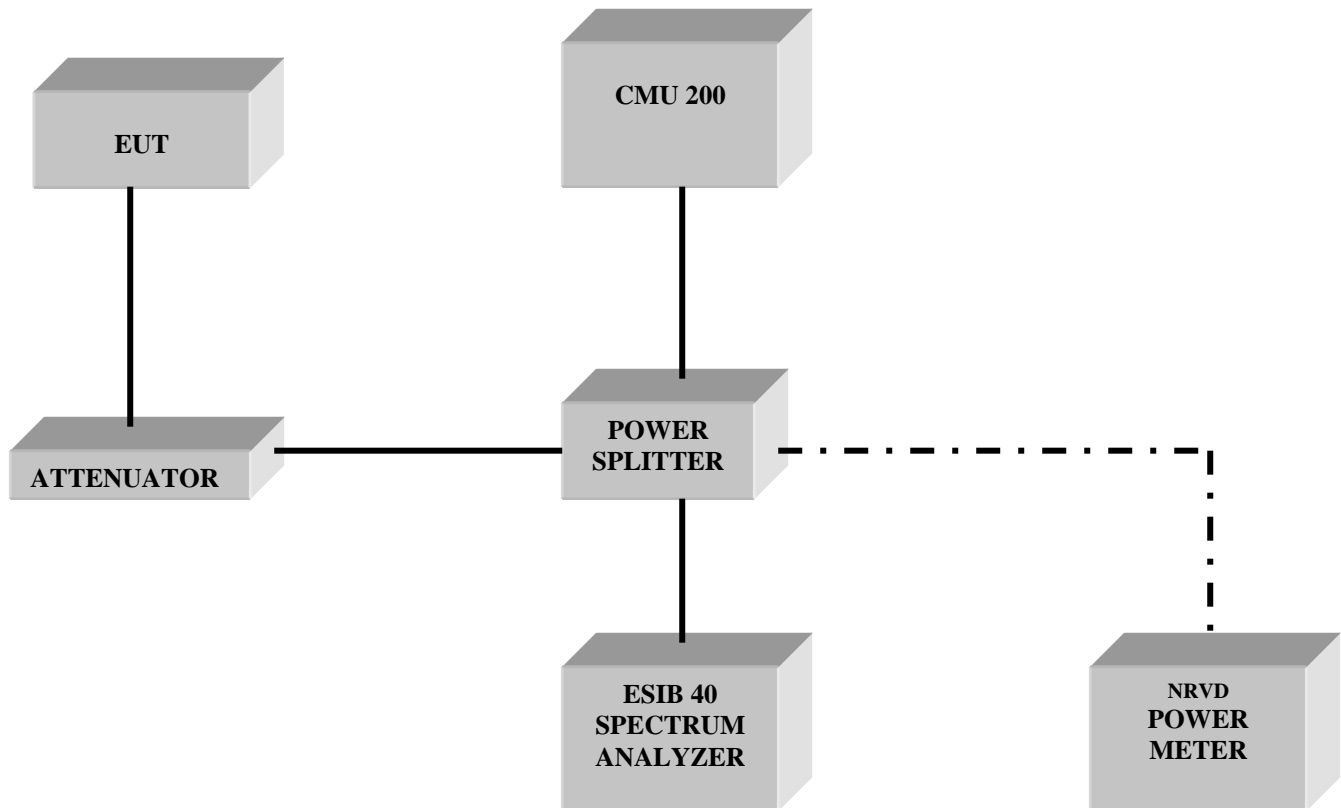 CMU 200
EUT
POWER
SPLITTER
ATTENUATOR
ESIB 40
SPECTRUM
ANALYZER
NRVD
POWER
METER